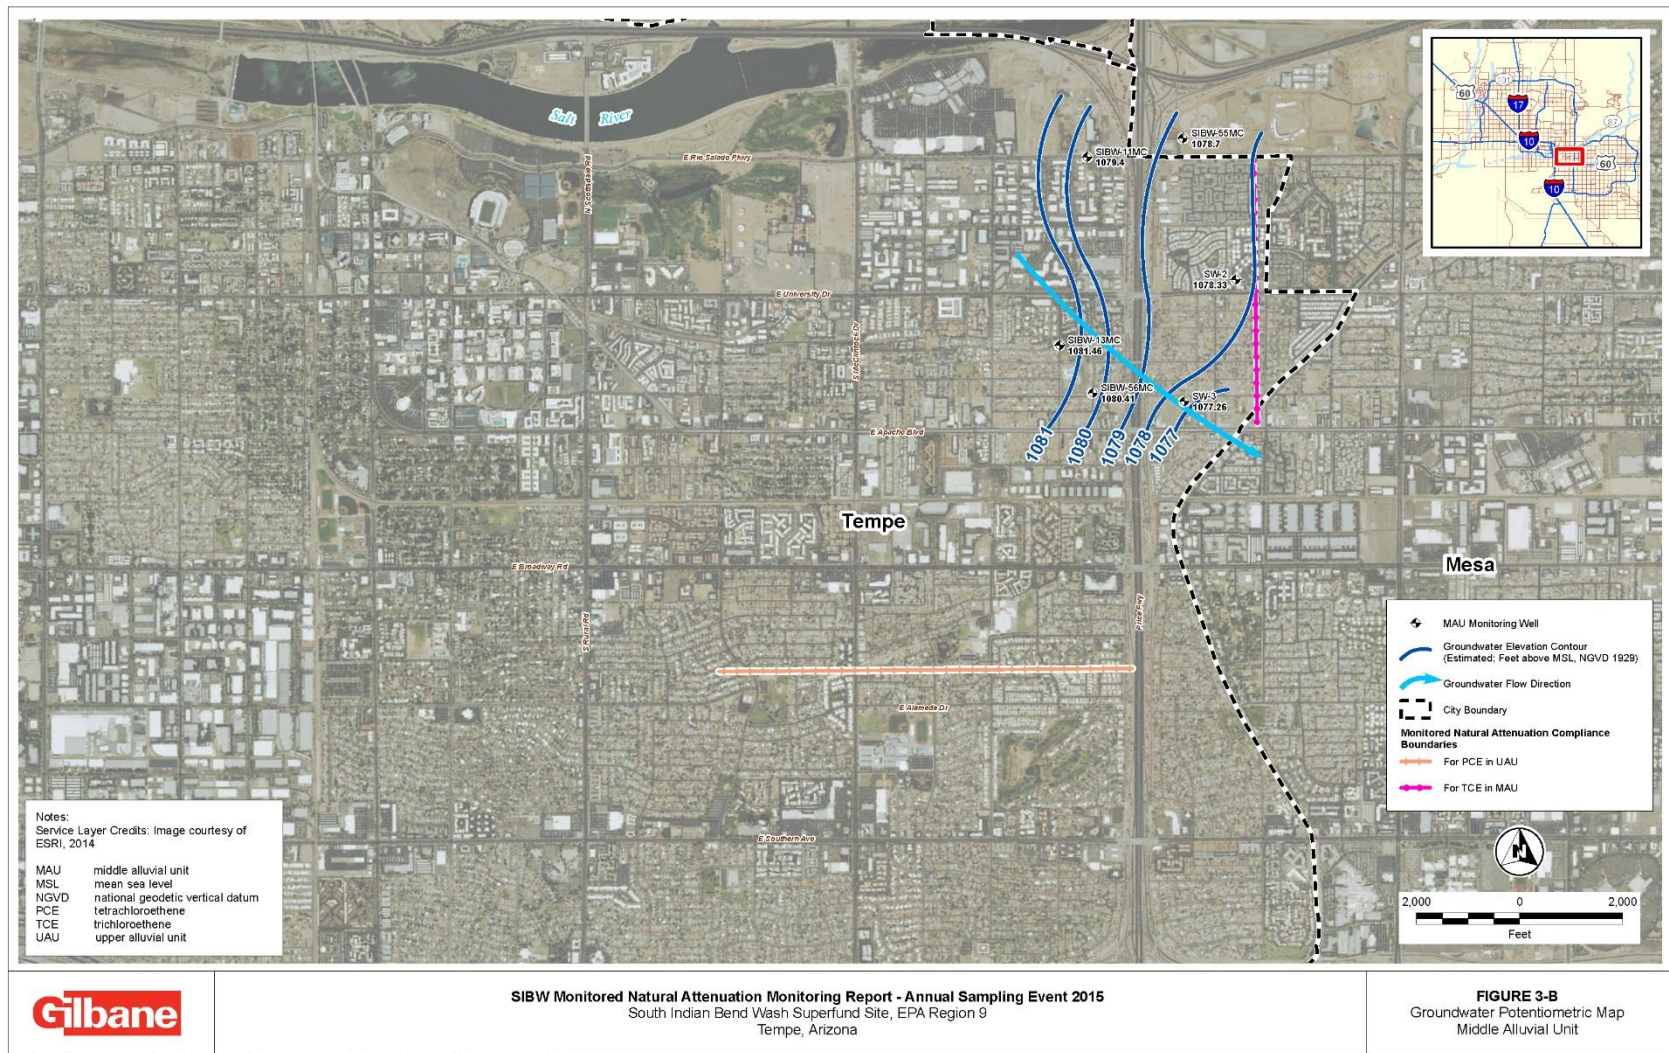 Salt River
E Rio Salado Pkwy
N Scottsdale Rd
SIBW-55MC
1078.7
SIBW-11MC
1079.4
SW-2
1078.33
E University Dr
S McClintock Dr
SIBW-13MC
1081.46
SIBW-56MC
1080.41
SW-3
1077.26
E Apache Blvd
1081
1080
1079
1078
1077
Tempe
Mesa
E Broadway Rd
S Rural Rd
Price Fwy
E Alameda Dr
E Southern Ave
60
101
17
87
10
60
10
MAU Monitoring Well
Groundwater Elevation Contour
(Estimated; Feet above MSL, NGVD 1929)
Groundwater Flow Direction
City Boundary
Monitored Natural Attenuation Compliance
Boundaries
For PCE in UAU
For TCE in MAU
N
2,000 0 2,000
Feet
Notes:
Service Layer Credits: Image courtesy of
ESRI, 2014
MAU middle alluvial unit
MSL mean sea level
NGVD national geodetic vertical datum
PCE tetrachloroethene
TCE trichloroethene
UAU upper alluvial unit
Gilbane
SIBW Monitored Natural Attenuation Monitoring Report - Annual Sampling Event 2015
South Indian Bend Wash Superfund Site, EPA Region 9
Tempe, Arizona
FIGURE 3-B
Groundwater Potentiometric Map
Middle Alluvial Unit